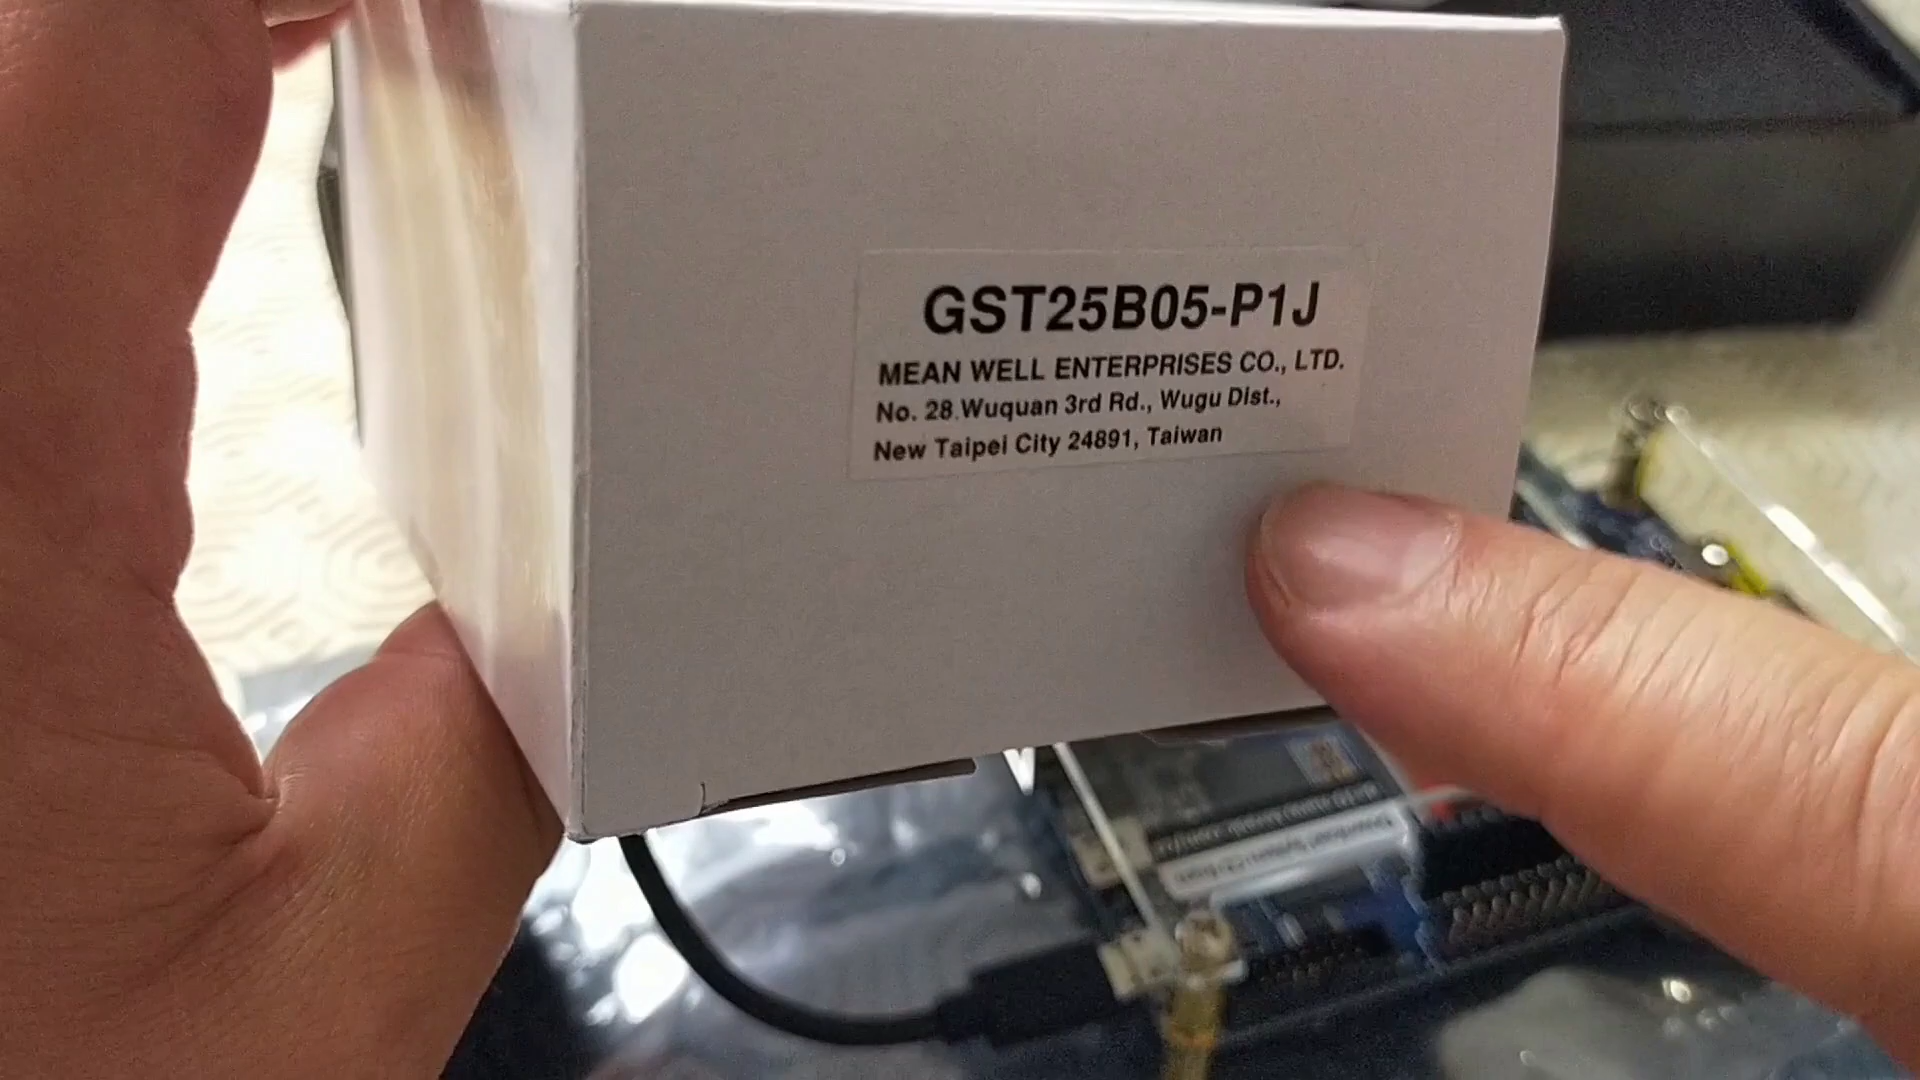 GST25B05-P1J
MEAN WELL ENTERPRISES CO., LTD.
No. 28.Wuquan 3rd Rd., Wugu Dist.,
New Taipei City 24891, Taiwan